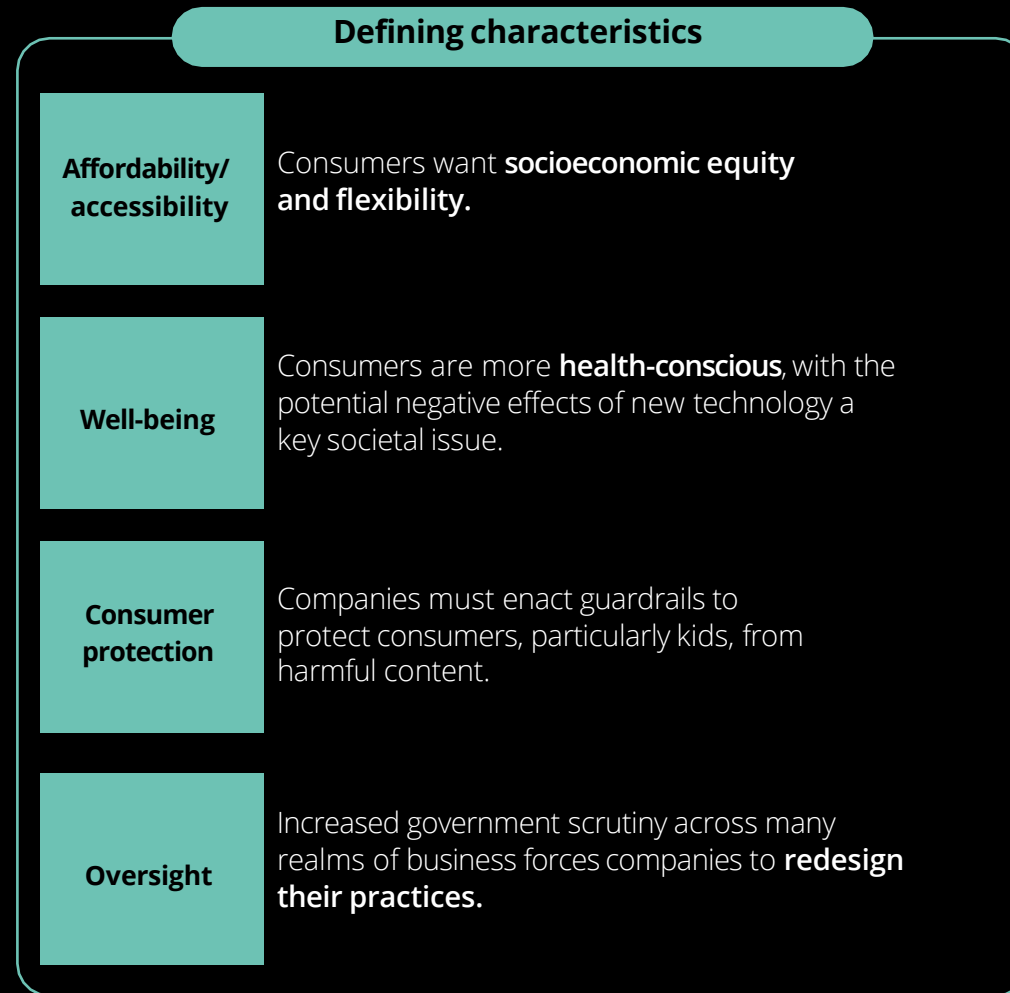 Defining characteristics
Affordability/
accessibility
Consumers want socioeconomic equity
and flexibility.
Well-being
Consumers are more health-conscious, with the
potential negative effects of new technology a
key societal issue.
Consumer
protection
Companies must enact guardrails to
protect consumers, particularly kids, from
harmful content.
Oversight
Increased government scrutiny across many
realms of business forces companies to redesign
their practices.